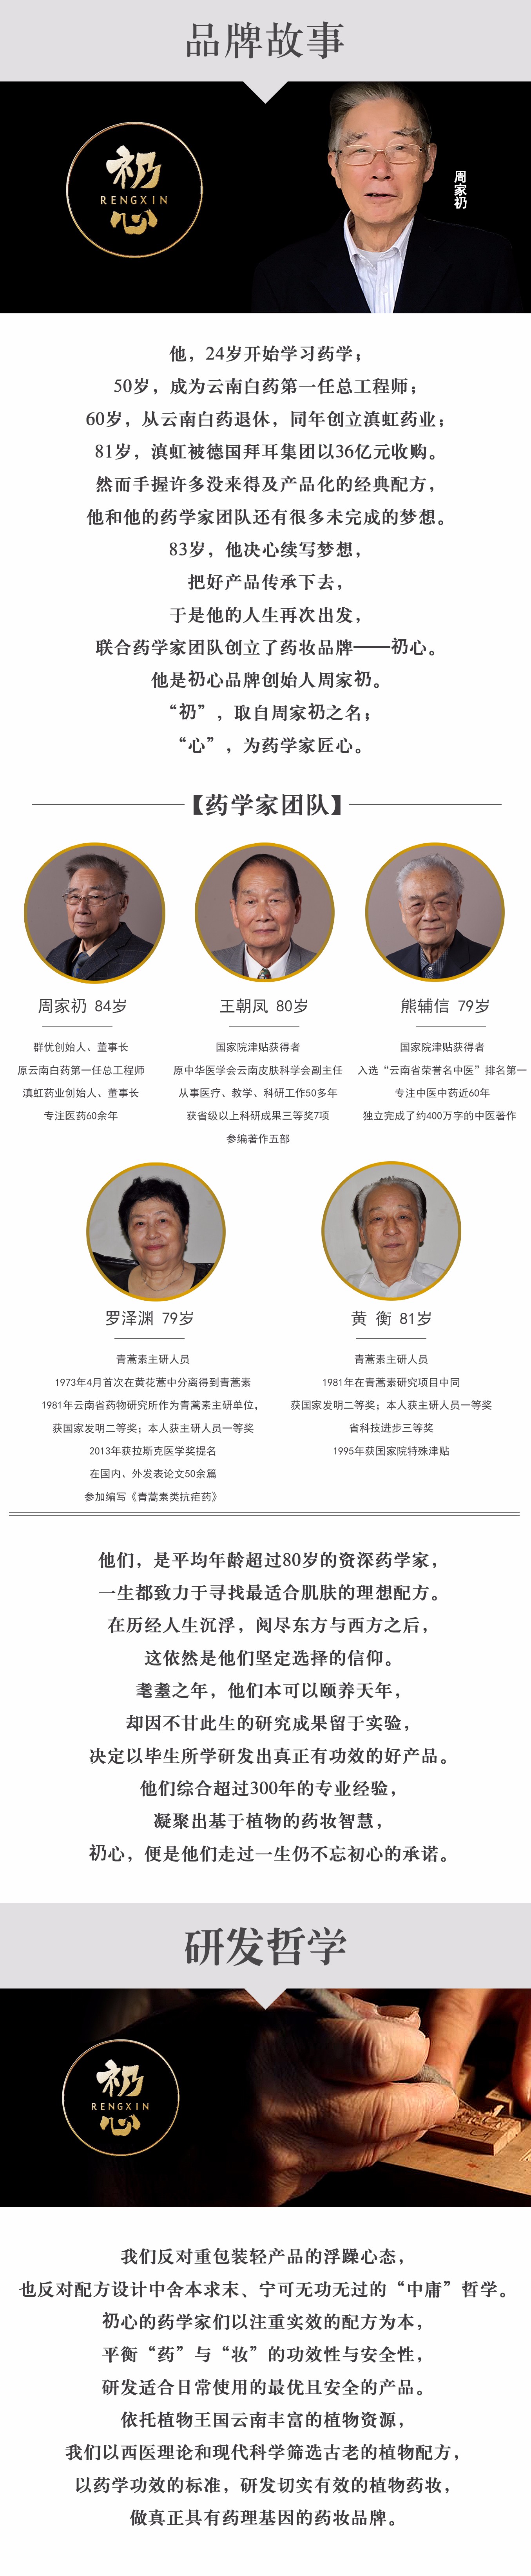 品牌故事
礽
RENGXIN
心
周家礽
他，24岁开始学习药学；
50岁，成为云南白药第一任总工程师；
60岁，从云南白药退休，同年创立滇虹药业；
81岁，滇虹被德国拜耳集团以36亿元收购。
然而手握许多没来得及产品化的经典配方，
他和他的药学家团队还有很多未完成的梦想。
83岁，他决心续写梦想，
把好产品传承下去，
于是他的人生再次出发，
联合药学家团队创立了药妆品牌——礽心。
他是礽心品牌创始人周家礽。
“礽”，取自周家礽之名；
“心”，为药学家匠心。
【药学家团队】
周家礽 84岁
群优创始人、董事长
原云南白药第一任总工程师
滇虹药业创始人、董事长
专注医药60余年
王朝凤 80岁
国家院津贴获得者
原中华医学会云南皮肤科学会副主任
从事医疗、教学、科研工作50多年
获省级以上科研成果三等奖7项
参编著作五部
熊辅信 79岁
国家院津贴获得者
入选“云南省荣誉名中医”排名第一
专注中医中药近60年
独立完成了约400万字的中医著作
罗泽渊 79岁
青蒿素主研人员
1973年4月首次在黄花蒿中分离得到青蒿素
1981年云南省药物研究所作为青蒿素主研单位，
获国家发明二等奖；本人获主研人员一等奖
2013年获拉斯克医学奖提名
在国内、外发表论文50余篇
参加编写《青蒿素类抗疟药》
黄 衡 81岁
青蒿素主研人员
1981年在青蒿素研究项目中同
获国家发明二等奖；本人获主研人员一等奖
省科技进步三等奖
1995年获国家院特殊津贴
他们，是平均年龄超过80岁的资深药学家，
一生都致力于寻找最适合肌肤的理想配方。
在历经人生沉浮，阅尽东方与西方之后，
这依然是他们坚定选择的信仰。
耄耋之年，他们本可以颐养天年，
却因不甘此生的研究成果留于实验，
决定以毕生所学研发出真正有功效的好产品。
他们综合超过300年的专业经验，
凝聚出基于植物的药妆智慧，
礽心，便是他们走过一生仍不忘初心的承诺。
研发哲学
礽
RENGXIN
心
我们反对重包装轻产品的浮躁心态，
也反对配方设计中舍本求末、宁可无功无过的“中庸”哲学。
礽心的药学家们以注重实效的配方为本，
平衡“药”与“妆”的功效性与安全性，
研发适合日常使用的最优且安全的产品。
依托植物王国云南丰富的植物资源，
我们以西医理论和现代科学筛选古老的植物配方，
以药学功效的标准，研发切实有效的植物药妆，
做真正具有药理基因的药妆品牌。